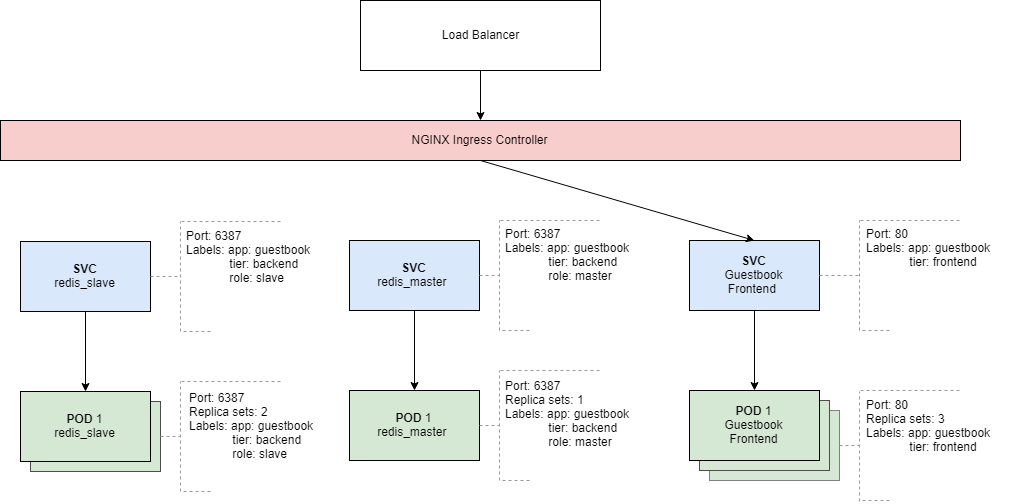 Load Balancer
NGINX Ingress Controller
SVC
redis_slave
Port: 6387
Labels: app: guestbook
tier: backend
role: slave
SVC
redis_master
Port: 6387
Labels: app: guestbook
tier: backend
role: master
SVC
Guestbook
Frontend
Port: 80
Labels: app: guestbook
tier: frontend
POD 1
redis_slave
Port: 6387
Replica sets: 2
Labels: app: guestbook
tier: backend
role: slave
POD 1
redis_master
Port: 6387
Replica sets: 1
Labels: app: guestbook
tier: backend
role: master
POD 1
Guestbook
Frontend
Port: 80
Replica sets: 3
Labels: app: guestbook
tier: frontend